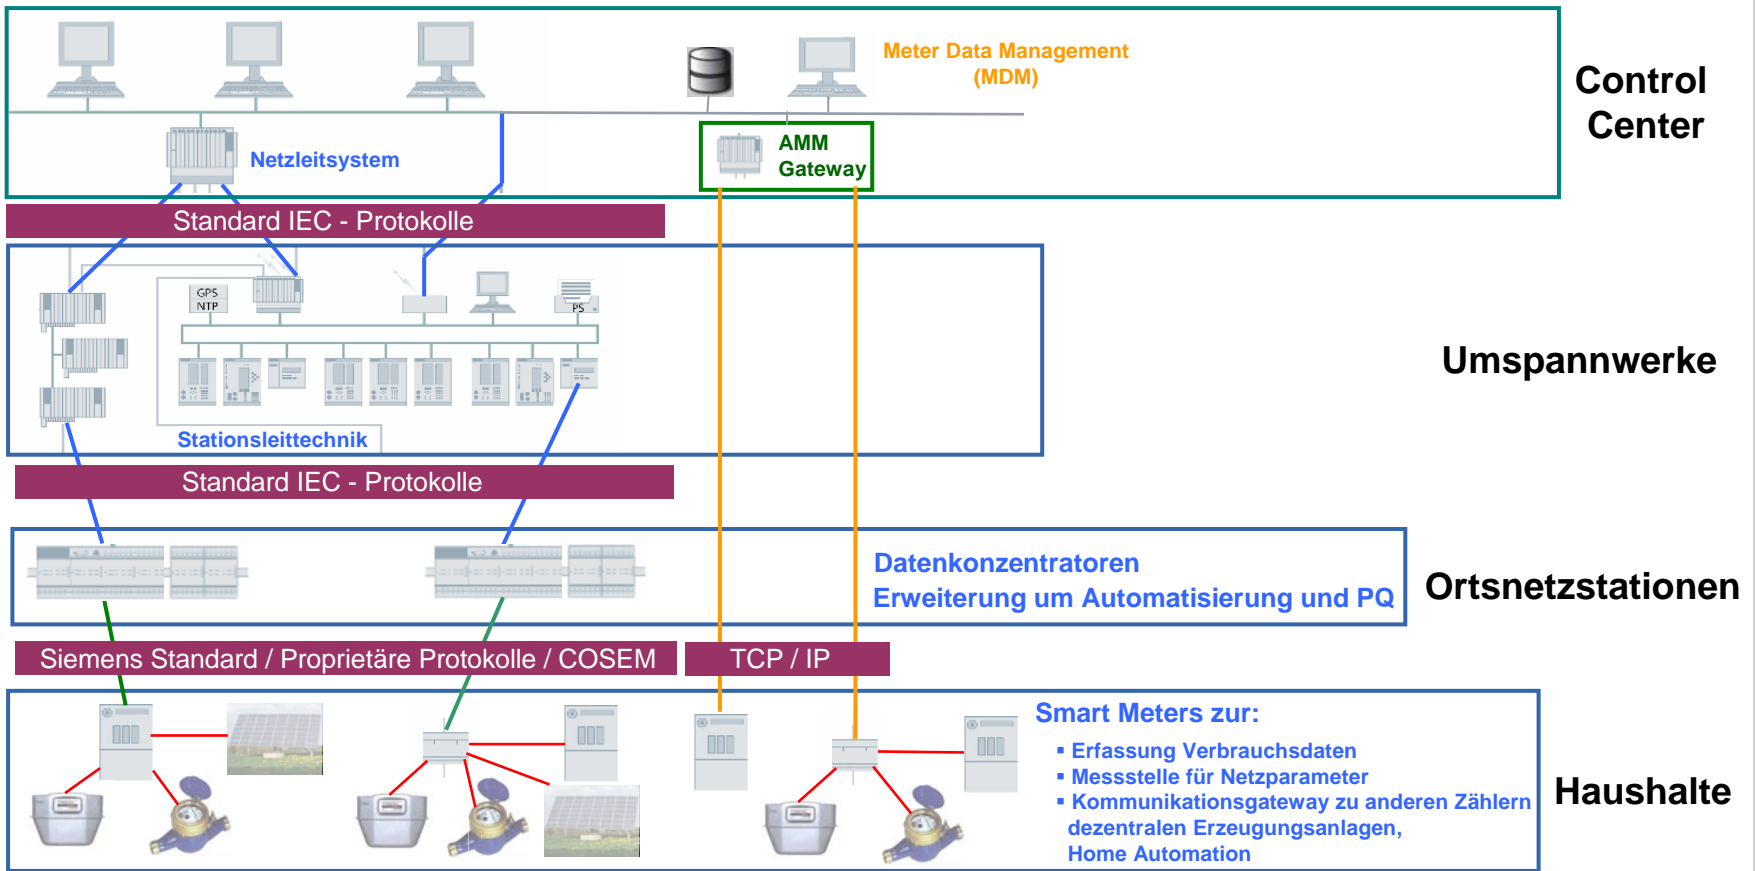 Meter Data Management
(MDM)
Control
Center
AMM
Gateway
Netzleitsystem
Standard IEC - Protokolle
GPS
NTP
PS
Umspannwerke
Stationsleittechnik
Standard IEC - Protokolle
Datenkonzentratoren
Erweiterung um Automatisierung und PQ
Ortsnetzstationen
Siemens Standard / Proprietäre Protokolle / COSEM
TCP / IP
Smart Meters zur:
▪ Erfassung Verbrauchsdaten
▪ Messstelle für Netzparameter
▪ Kommunikationsgateway zu anderen Zählern
dezentralen Erzeugungsanlagen,
Home Automation
Haushalte